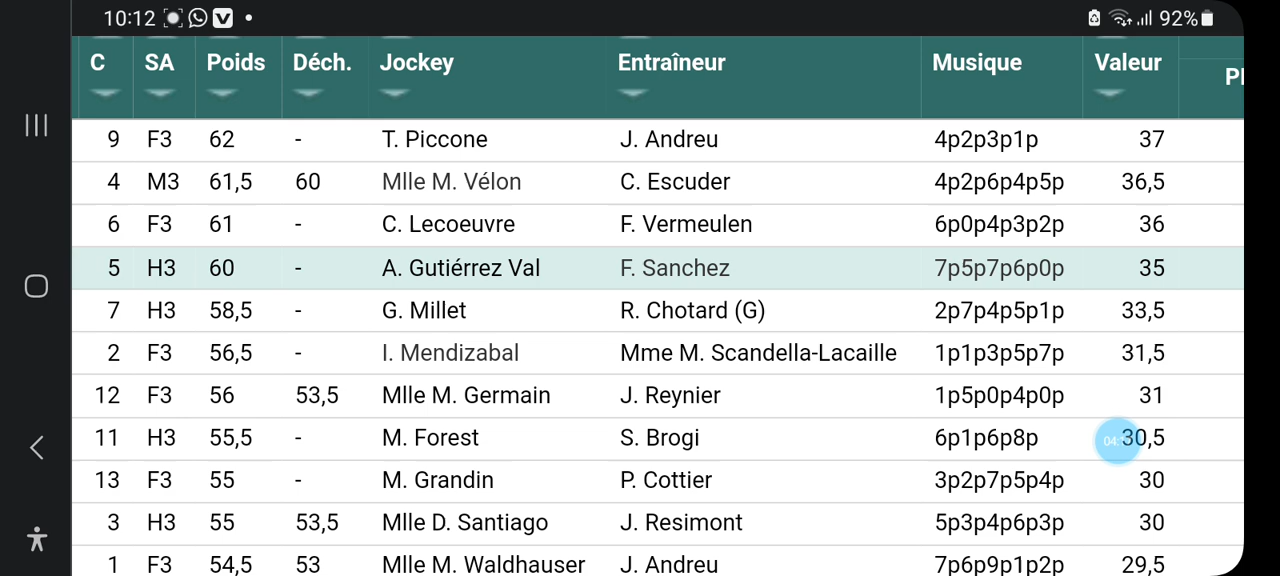 10:12 92%
C SA Poids Déch. Jockey Entraîneur Musique Valeur
9 F3 62 - T. Piccone J. Andreu 4p2p3p1p 37
4 M3 61,5 60 Mlle M. Vélon C. Escuder 4p2p6p4p5p 36,5
6 F3 61 - C. Lecoeuvre F. Vermeulen 6p0p4p3p2p 36
5 H3 60 - A. Gutiérrez Val F. Sanchez 7p5p7p6p0p 35
7 H3 58,5 - G. Millet R. Chotard (G) 2p7p4p5p1p 33,5
2 F3 56,5 - I. Mendizabal Mme M. Scandella-Lacaille 1p1p3p5p7p 31,5
12 F3 56 53,5 Mlle M. Germain J. Reynier 1p5p0p4p0p 31
11 H3 55,5 - M. Forest S. Brogi 6p1p6p8p 30,5
13 F3 55 - M. Grandin P. Cottier 3p2p7p5p4p 30
3 H3 55 53,5 Mlle D. Santiago J. Resimont 5p3p4p6p3p 30
1 F3 54,5 53 Mlle M. Waldhauser J. Andreu 7p6p9p1p2p 29,5